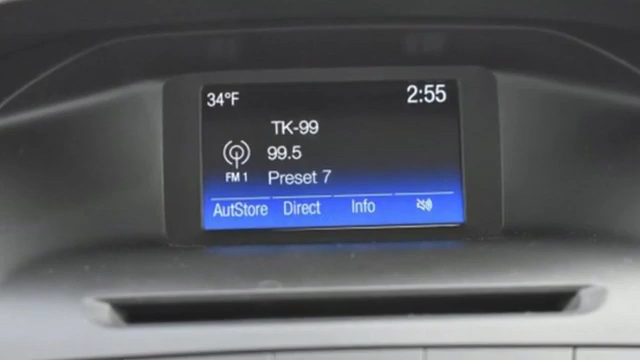 34°F 2:55
TK-99
99.5
FM 1 Preset 7
AutStore Direct Info